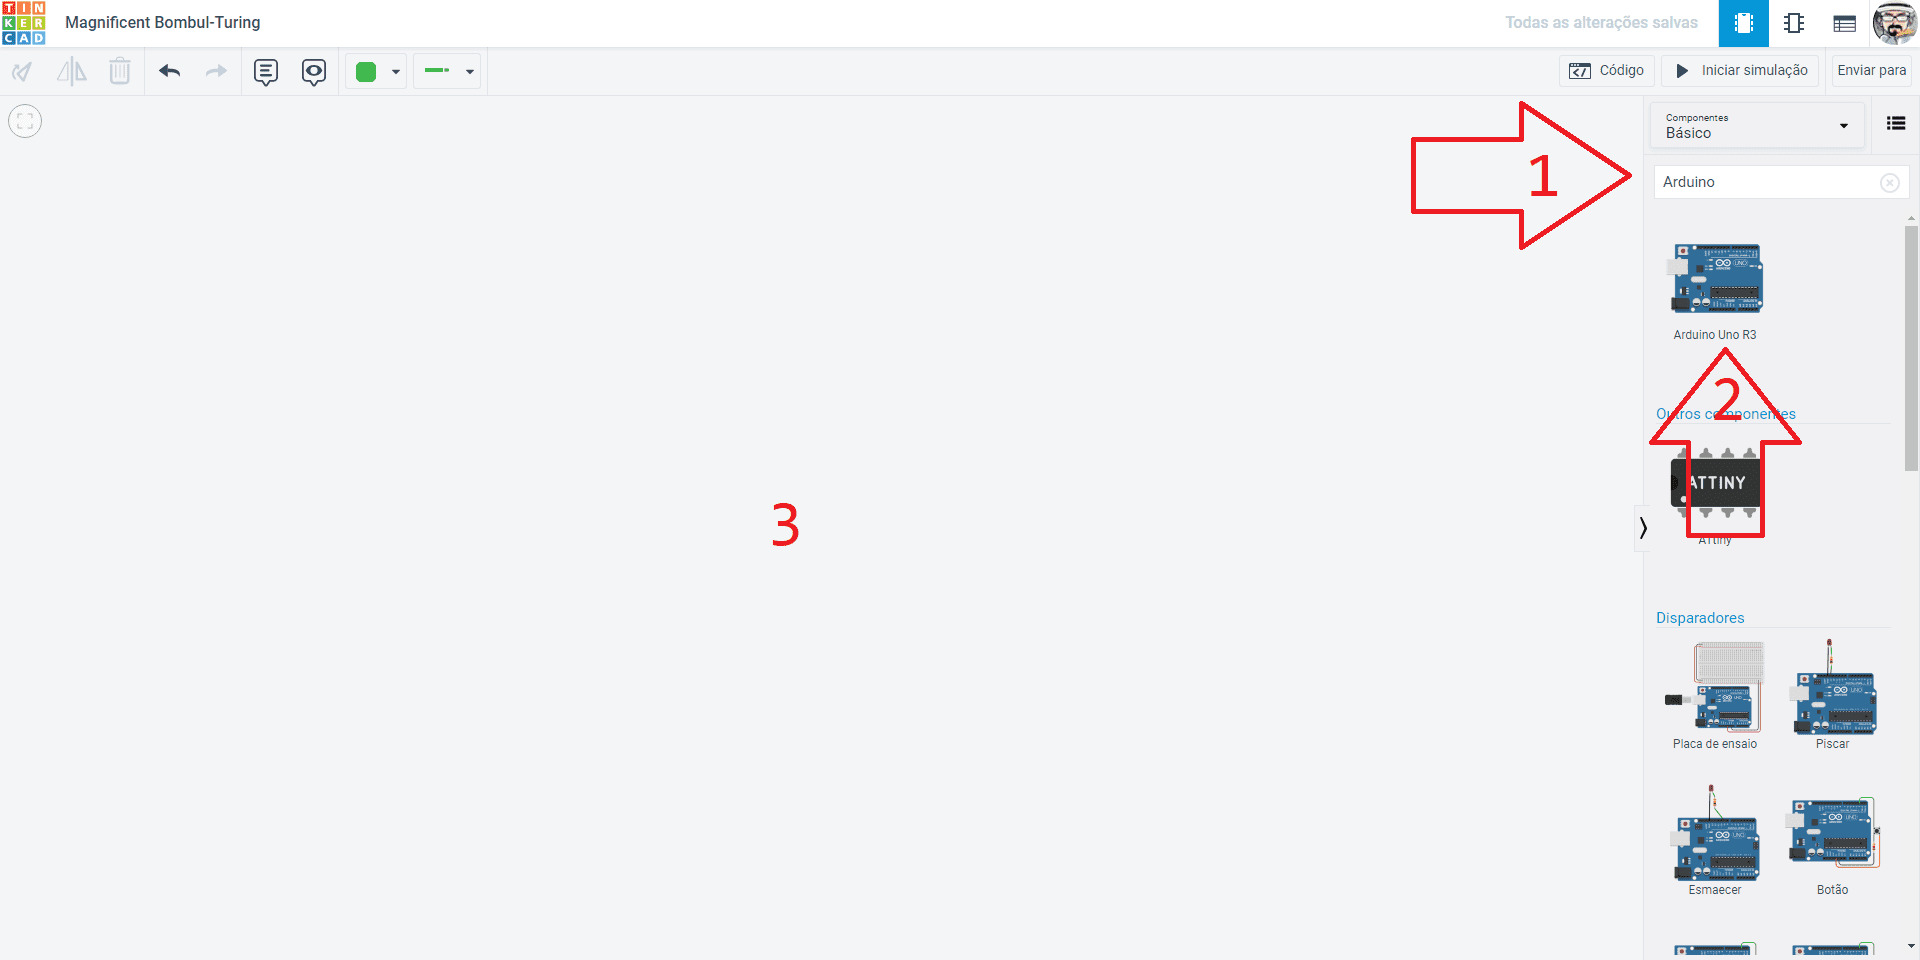 TIN
KER
CAD
Magnificent Bombul-Turing
Todas as alterações salvas
Código
Iniciar simulação
Enviar para
Componentes
Básico
1
Arduino
Arduino Uno R3
2
Outros componentes
ATTINY
3
ATtiny
Disparadores
Placa de ensaio
Piscar
Esmaecer
Botão